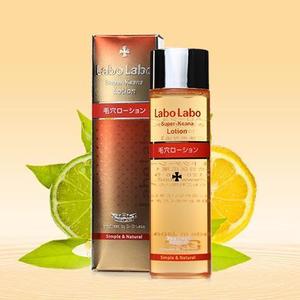 Labo Labo
Super-Keana
Lotion
毛穴ローション
Simple & Natural
Labo Labo
Super-Keana
Lotion
毛穴ローション
Simple & Natural